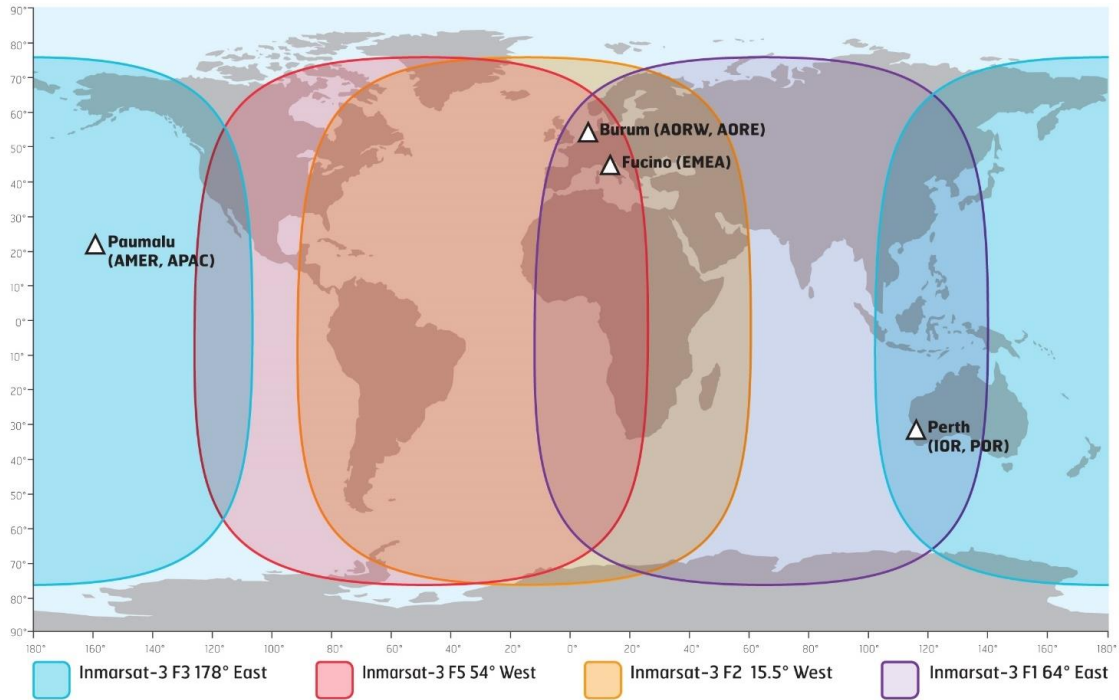 90°
80°
70°
60°
50°
40°
30°
20°
10°
0°
10°
20°
30°
40°
50°
60°
70°
80°
90°
Burum (AORW, AORE)
Fucino (EMEA)
Paumalu
(AMER, APAC)
Perth
(IOR, POR)
180° 160° 140° 120° 100° 80° 60° 40° 20° 0° 20° 40° 60° 80° 100° 120° 140° 160° 180°
Inmarsat-3 F3 178° East Inmarsat-3 F5 54° West Inmarsat-3 F2 15.5° West Inmarsat-3 F1 64° East